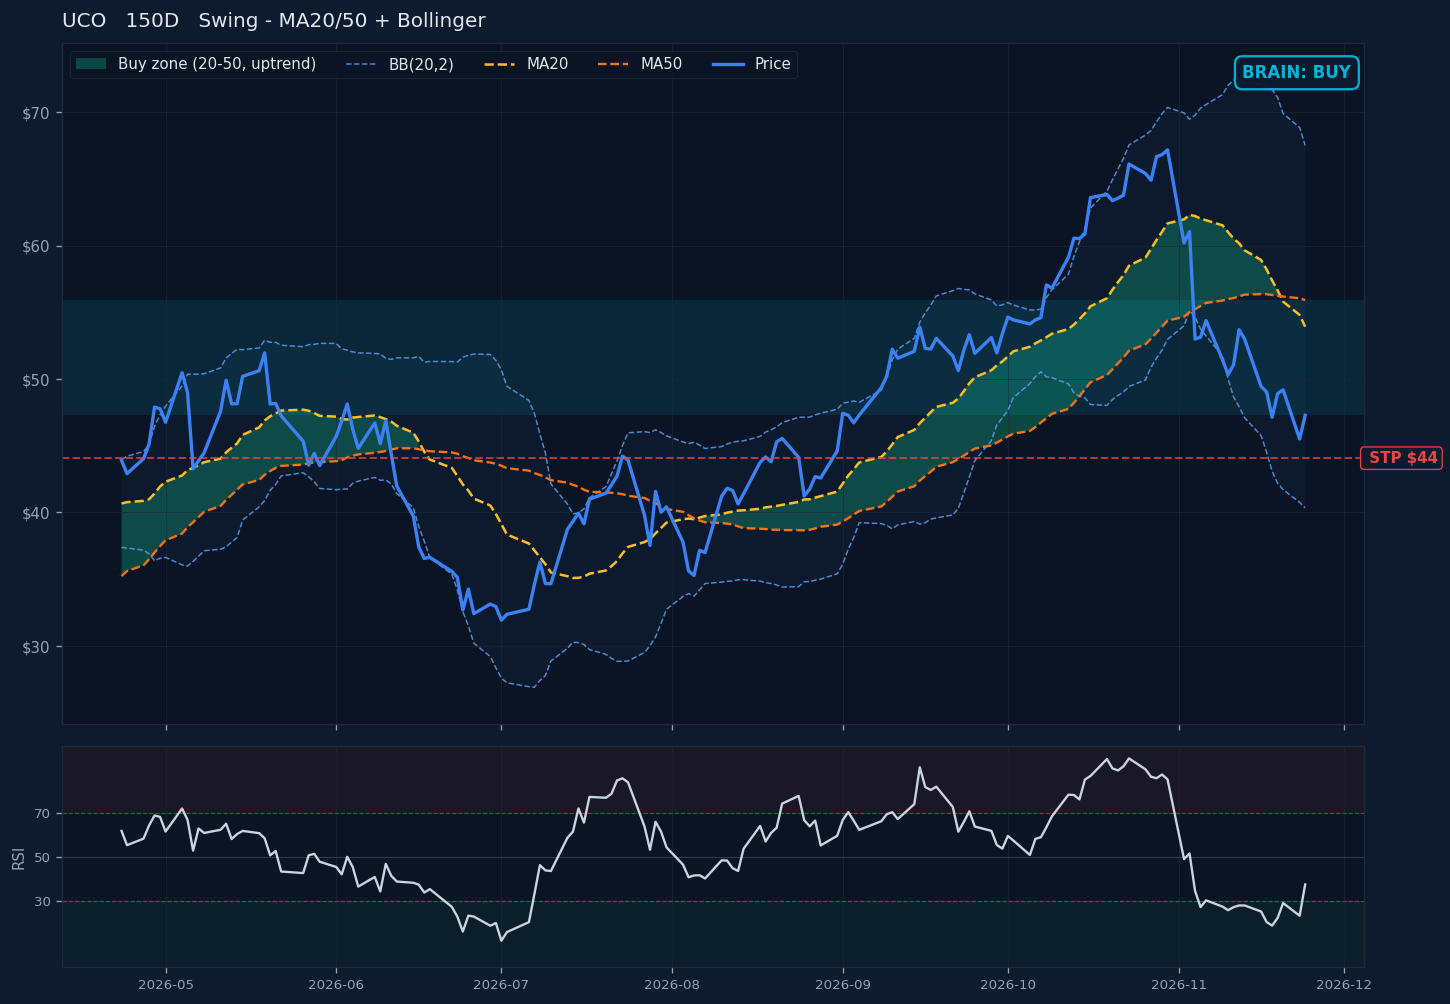 UCO   150D   Swing - MA20/50 + Bollinger
Buy zone (20-50, uptrend)   BB(20,2)   MA20   MA50   Price
BRAIN: BUY
$70
$60
$50
STP $44
$40
$30
70
50
30
RSI
2026-05   2026-06   2026-07   2026-08   2026-09   2026-10   2026-11   2026-12